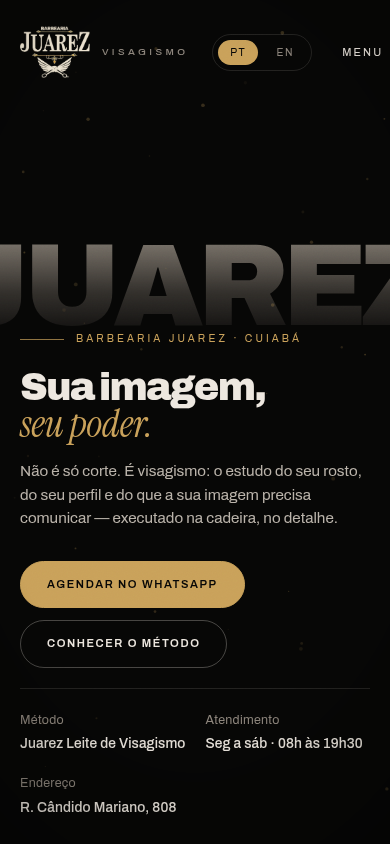 BARBEARIA
JUAREZ
VISAGISMO
PT
EN
MENU
JUAREZ
BARBEARIA JUAREZ · CUIABÁ
Sua imagem,
seu poder.
Não é só corte. É visagismo: o estudo do seu rosto,
do seu perfil e do que a sua imagem precisa
comunicar — executado na cadeira, no detalhe.
AGENDAR NO WHATSAPP
CONHECER O MÉTODO
Método
Juarez Leite de Visagismo
Atendimento
Seg a sáb · 08h às 19h30
Endereço
R. Cândido Mariano, 808